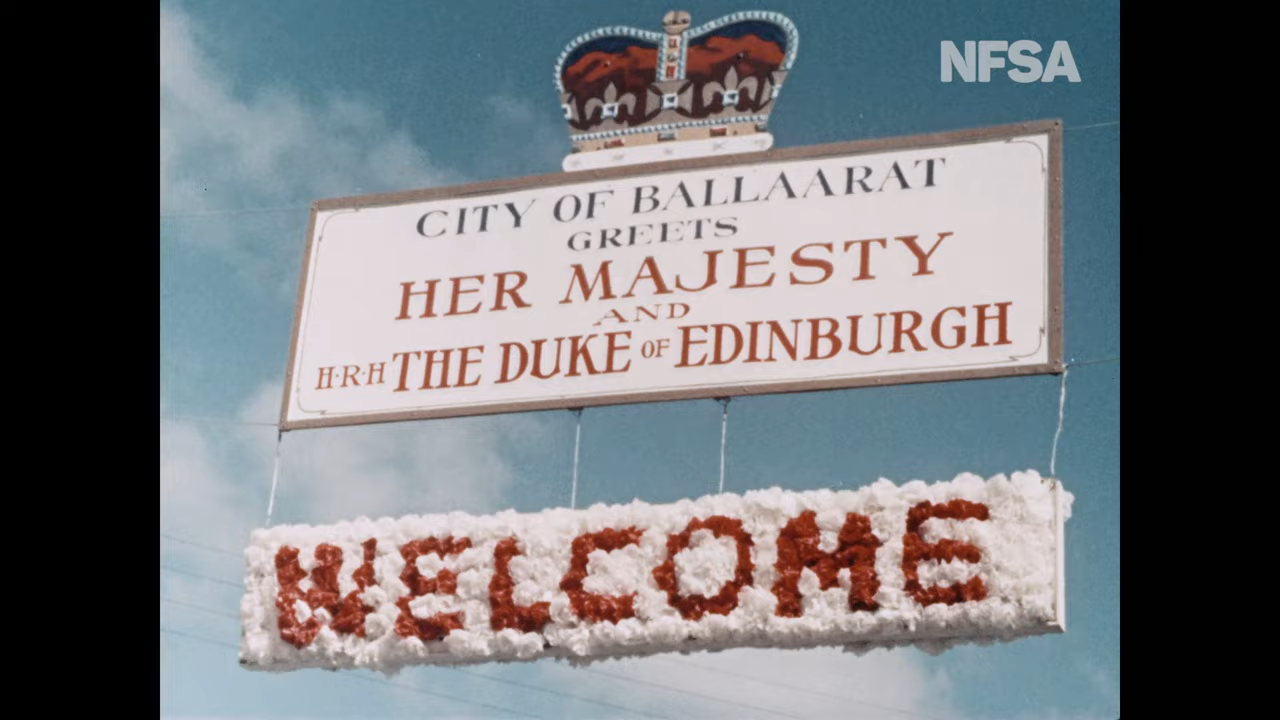 NFSA
CITY OF BALLAARAT
GREETS
HER MAJESTY
AND
H·R·H THE DUKE OF EDINBURGH
WELCOME